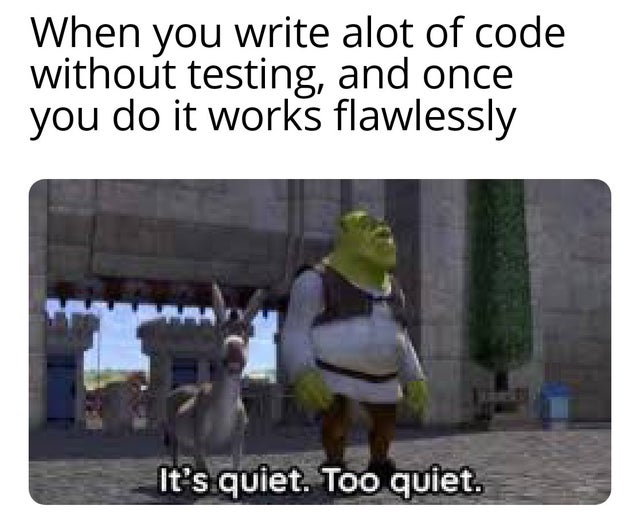 When you write alot of code
without testing, and once
you do it works flawlessly
It's quiet. Too quiet.